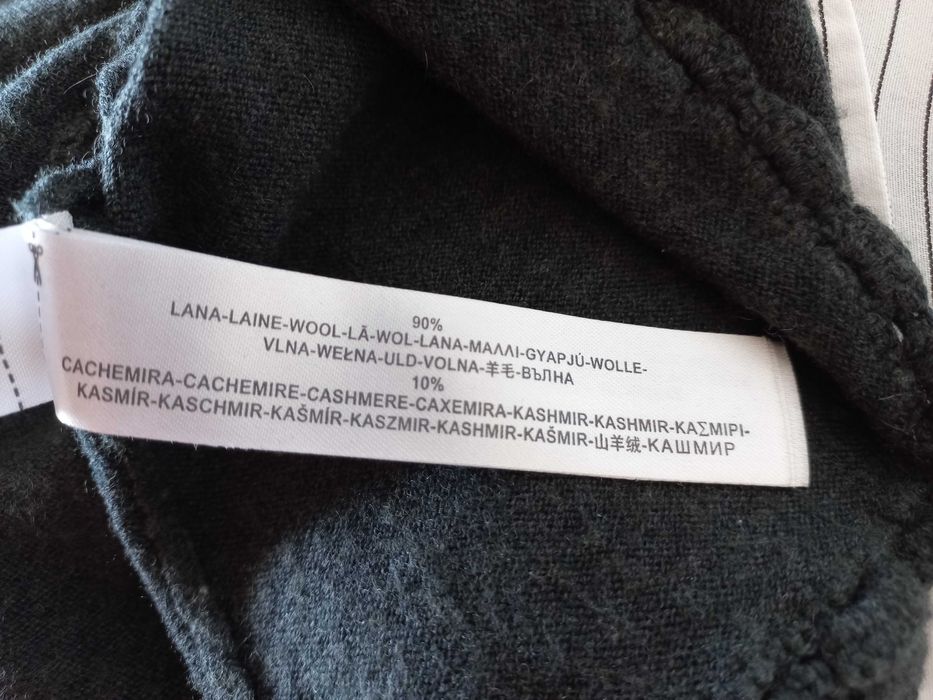 90%
LANA-LAINE-WOOL-LÃ-WOL-LANA-ΜΑΛΛΙ-GYAPJÚ-WOLLE-
VLNA-WEŁNA-ULD-VOLNA-羊毛-ВЪЛНА
10%
CACHEMIRA-CACHEMIRE-CASHMERE-CAXEMIRA-KASHMIR-KASHMIR-ΚΑΣΜΙΡΙ-
KASMÍR-KASCHMIR-KAŠMÍR-KASZMIR-KASHMIR-KAŠMIR-山羊绒-КАШМИР